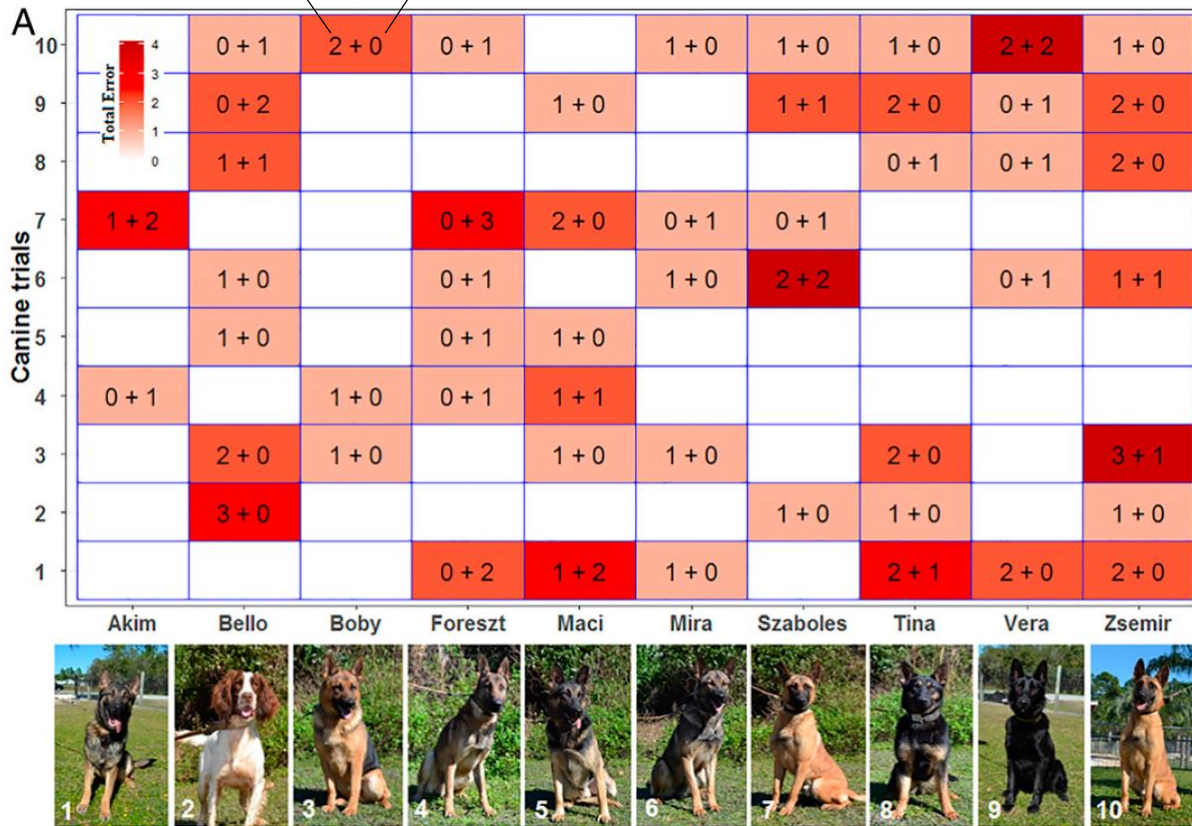 A
Canine trials
Total Error
4
3
2
1
0
10 0 + 1 2 + 0 0 + 1 1 + 0 1 + 0 1 + 0 2 + 2 1 + 0
9 0 + 2 1 + 0 1 + 1 2 + 0 0 + 1 2 + 0
8 1 + 1 0 + 1 0 + 1 2 + 0
7 1 + 2 0 + 3 2 + 0 0 + 1 0 + 1
6 1 + 0 0 + 1 1 + 0 2 + 2 0 + 1 1 + 1
5 1 + 0 0 + 1 1 + 0
4 0 + 1 1 + 0 0 + 1 1 + 1
3 2 + 0 1 + 0 1 + 0 1 + 0 2 + 0 3 + 1
2 3 + 0 1 + 0 1 + 0 1 + 0
1 0 + 2 1 + 2 1 + 0 2 + 1 2 + 0 2 + 0
Akim Bello Boby Foreszt Maci Mira Szaboles Tina Vera Zsemir
1 2 3 4 5 6 7 8 9 10